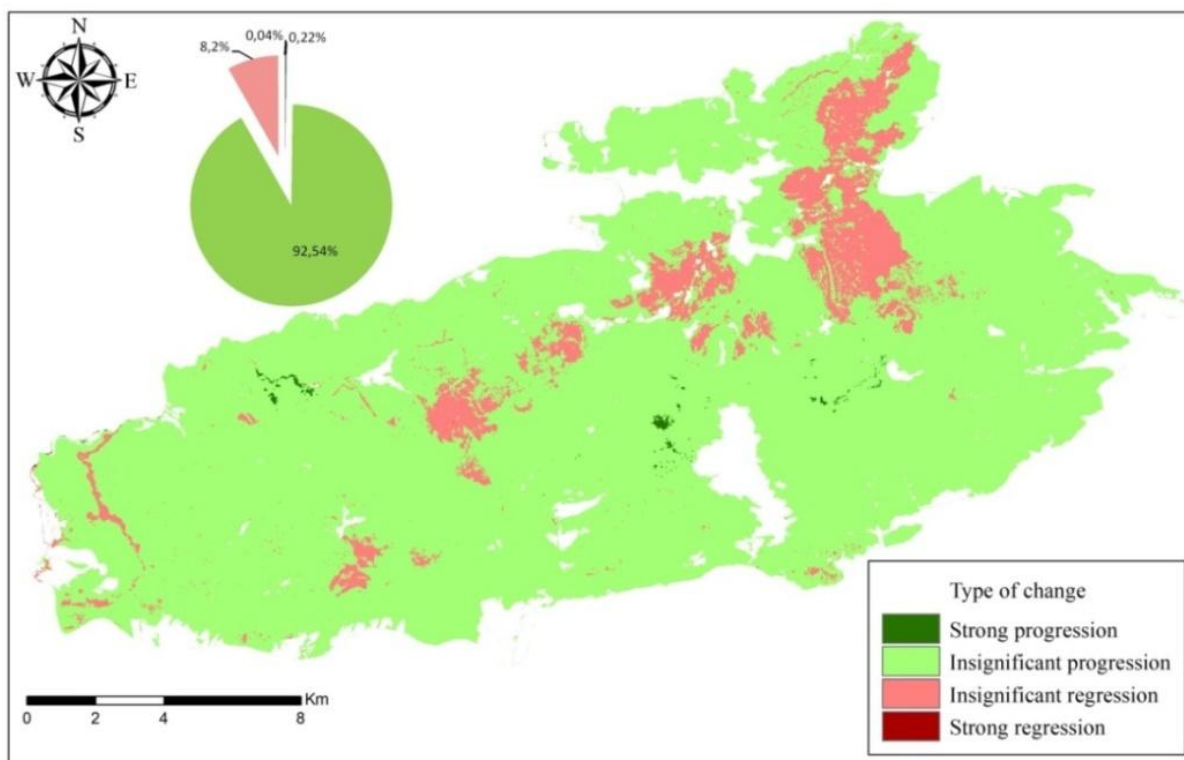 N
W
E
S
8,2%
0,04%
0,22%
92,54%
Type of change
Strong progression
Insignificant progression
Insignificant regression
Strong regression
Km
0
2
4
8